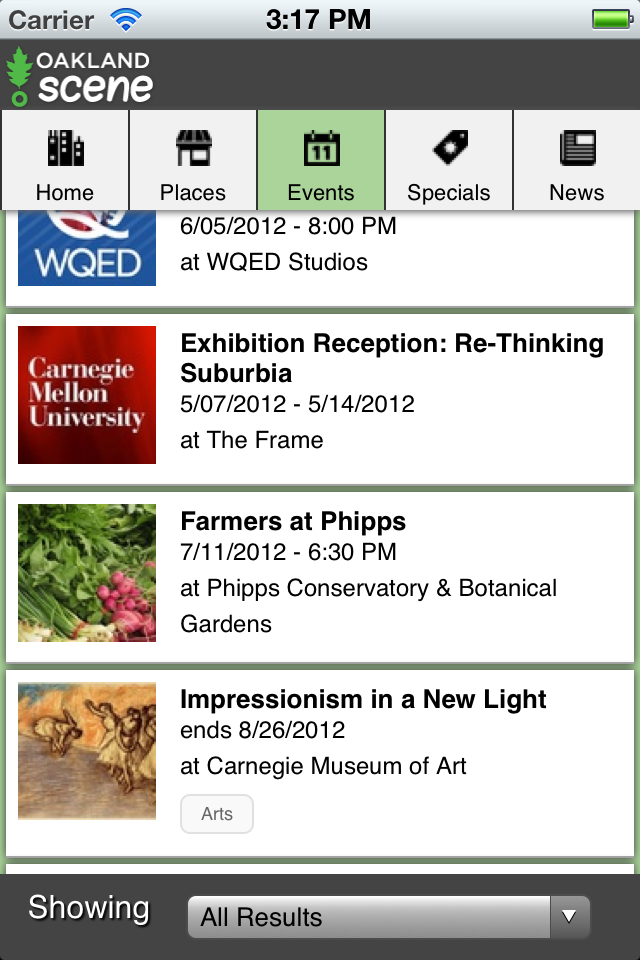 Carrier 3:17 PM
OAKLAND
scene
Home Places Events Specials News
11
WQED
6/05/2012 - 8:00 PM
at WQED Studios
Carnegie
Mellon
University
Exhibition Reception: Re-Thinking
Suburbia
5/07/2012 - 5/14/2012
at The Frame
Farmers at Phipps
7/11/2012 - 6:30 PM
at Phipps Conservatory & Botanical
Gardens
Impressionism in a New Light
ends 8/26/2012
at Carnegie Museum of Art
Arts
Showing All Results